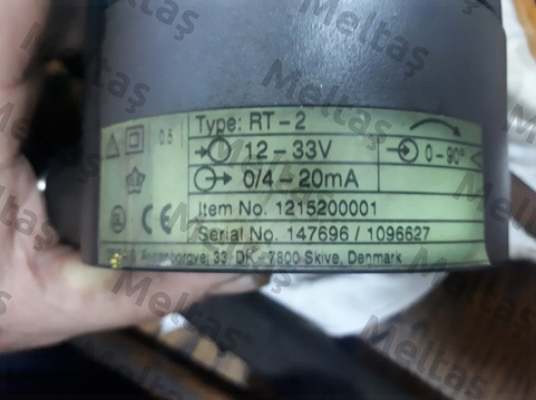 Type: RT-2
0.5
12-33V
0-90°
0/4-20mA
Item No. 1215200001
CE
Serial No. 147696 / 1096627
33 DK-7800 Skive, Denmark
Meltaş